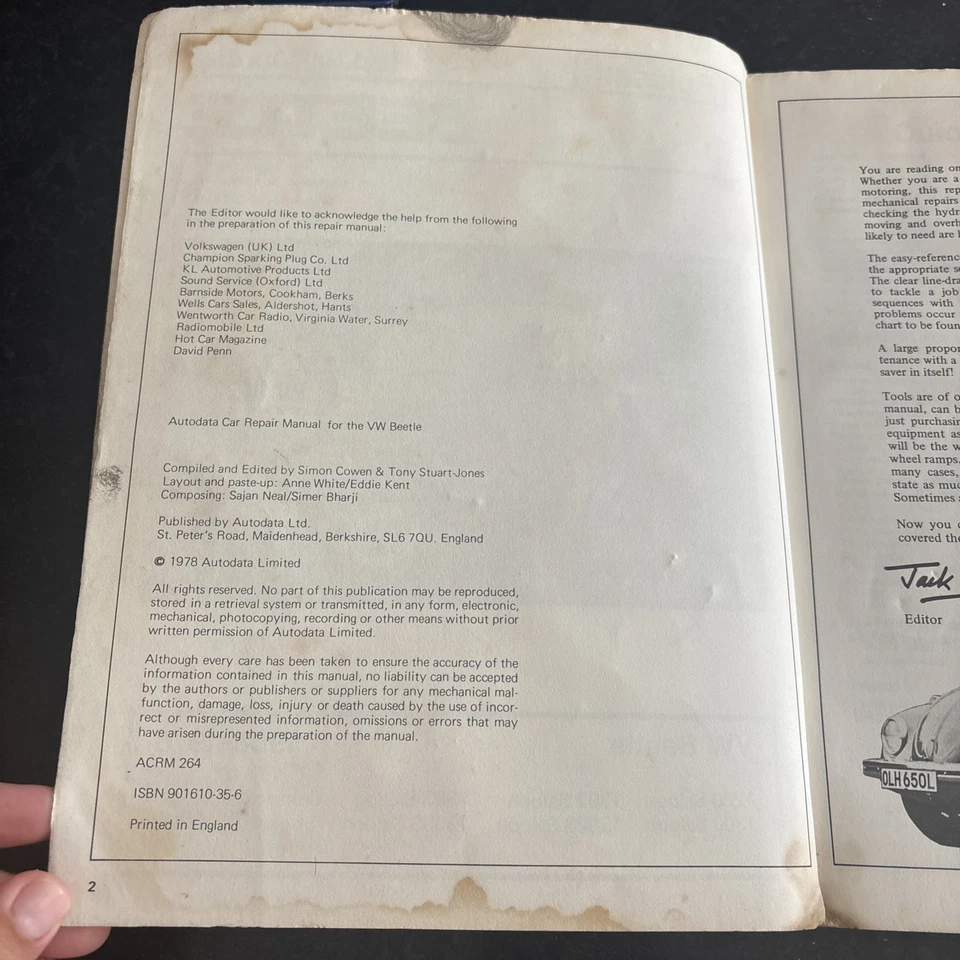 The Editor would like to acknowledge the help from the following
in the preparation of this repair manual:
Volkswagen (UK) Ltd
Champion Sparking Plug Co. Ltd
KL Automotive Products Ltd
Sound Service (Oxford) Ltd
Barnside Motors, Cookham, Berks
Wells Cars Sales, Aldershot, Hants
Wentworth Car Radio, Virginia Water, Surrey
Radiomobile Ltd
Hot Car Magazine
David Penn
Autodata Car Repair Manual for the VW Beetle
Compiled and Edited by Simon Cowen & Tony Stuart-Jones
Layout and paste-up: Anne White/Eddie Kent
Composing: Sajan Neal/Simer Bharji
Published by Autodata Ltd.
St. Peter's Road, Maidenhead, Berkshire, SL6 7QU. England
© 1978 Autodata Limited
All rights reserved. No part of this publication may be reproduced,
stored in a retrieval system or transmitted, in any form, electronic,
mechanical, photocopying, recording or other means without prior
written permission of Autodata Limited.
Although every care has been taken to ensure the accuracy of the
information contained in this manual, no liability can be accepted
by the authors or publishers or suppliers for any mechanical mal-
function, damage, loss, injury or death caused by the use of incor-
rect or misrepresented information, omissions or errors that may
have arisen during the preparation of the manual.
ACRM 264
ISBN 901610-35-6
Printed in England
2
You are reading
Whether you are a
motoring, this
mechanical repairs
checking the
moving and
likely to need are
The
the appropriate
The clear
to tackle a job
sequences with
problems occur
chart to be
A large
tenance with a
saver in itself!
Tools are of
manual, can
just
equipment
will be the
wheel ramps.
many cases,
state as
Sometimes
Now you
covered
Jack
Editor
OLH 650L